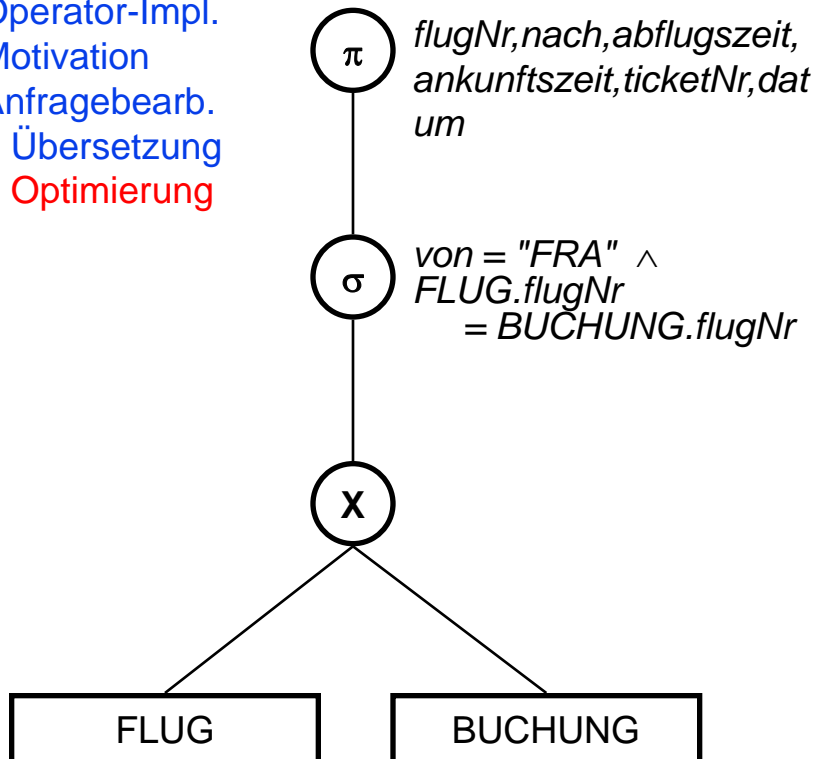 Operator-Impl.
Motivation
Anfragebearb.
Übersetzung
Optimierung
π
flugNr,nach,abflugszeit,
ankunftszeit,ticketNr,dat
um
σ
von = "FRA" ∧
FLUG.flugNr
= BUCHUNG.flugNr
X
FLUG
BUCHUNG